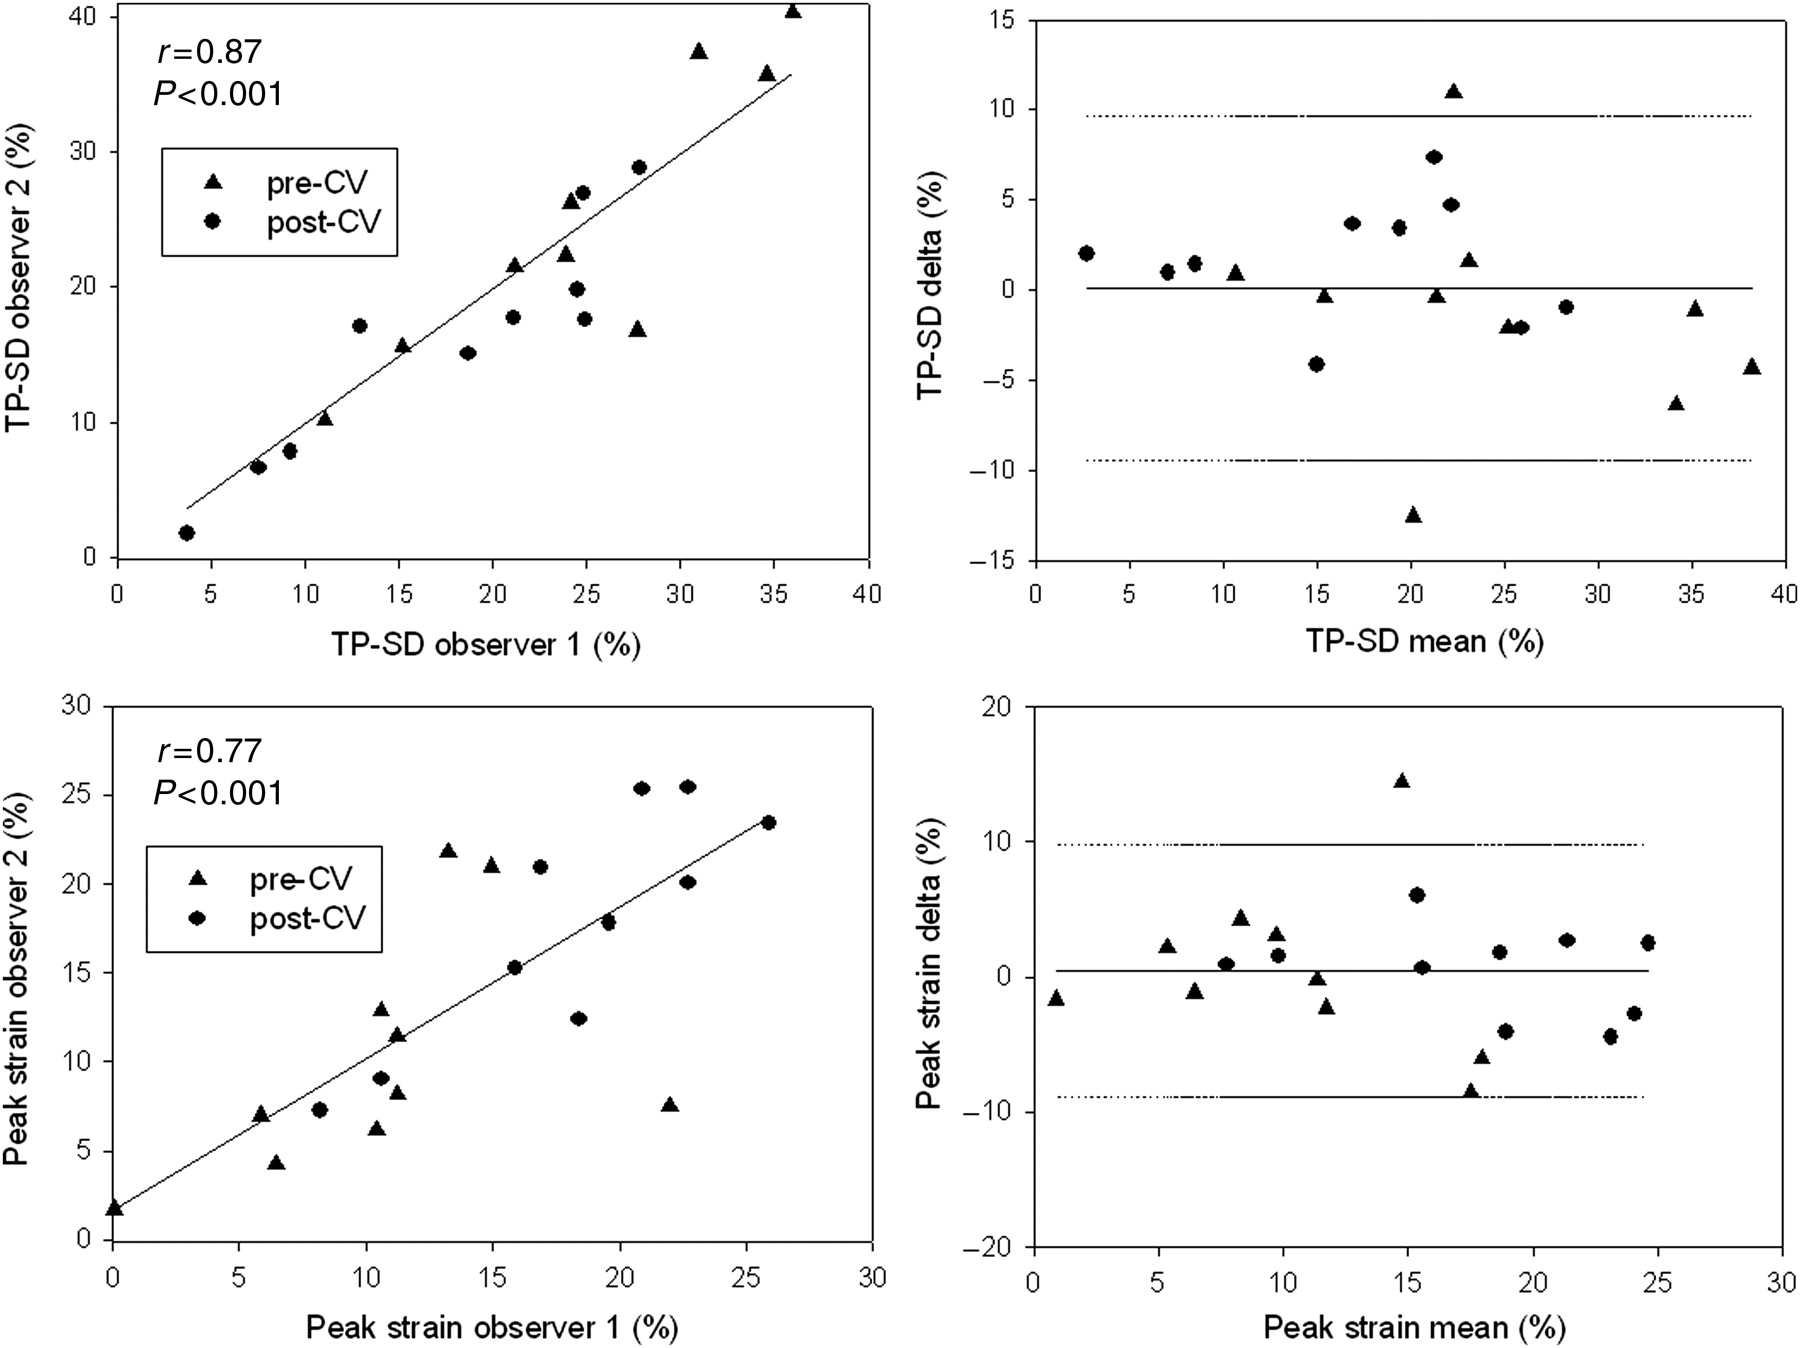 r=0.87
P<0.001
pre-CV
post-CV
40
30
20
10
0
0 5 10 15 20 25 30 35 40
TP-SD observer 2 (%)
TP-SD observer 1 (%)
15
10
5
0
–5
–10
–15
0 5 10 15 20 25 30 35 40
TP-SD delta (%)
TP-SD mean (%)
r=0.77
P<0.001
pre-CV
post-CV
30
25
20
15
10
5
0
0 5 10 15 20 25 30
Peak strain observer 2 (%)
Peak strain observer 1 (%)
20
10
0
–10
–20
0 5 10 15 20 25 30
Peak strain delta (%)
Peak strain mean (%)